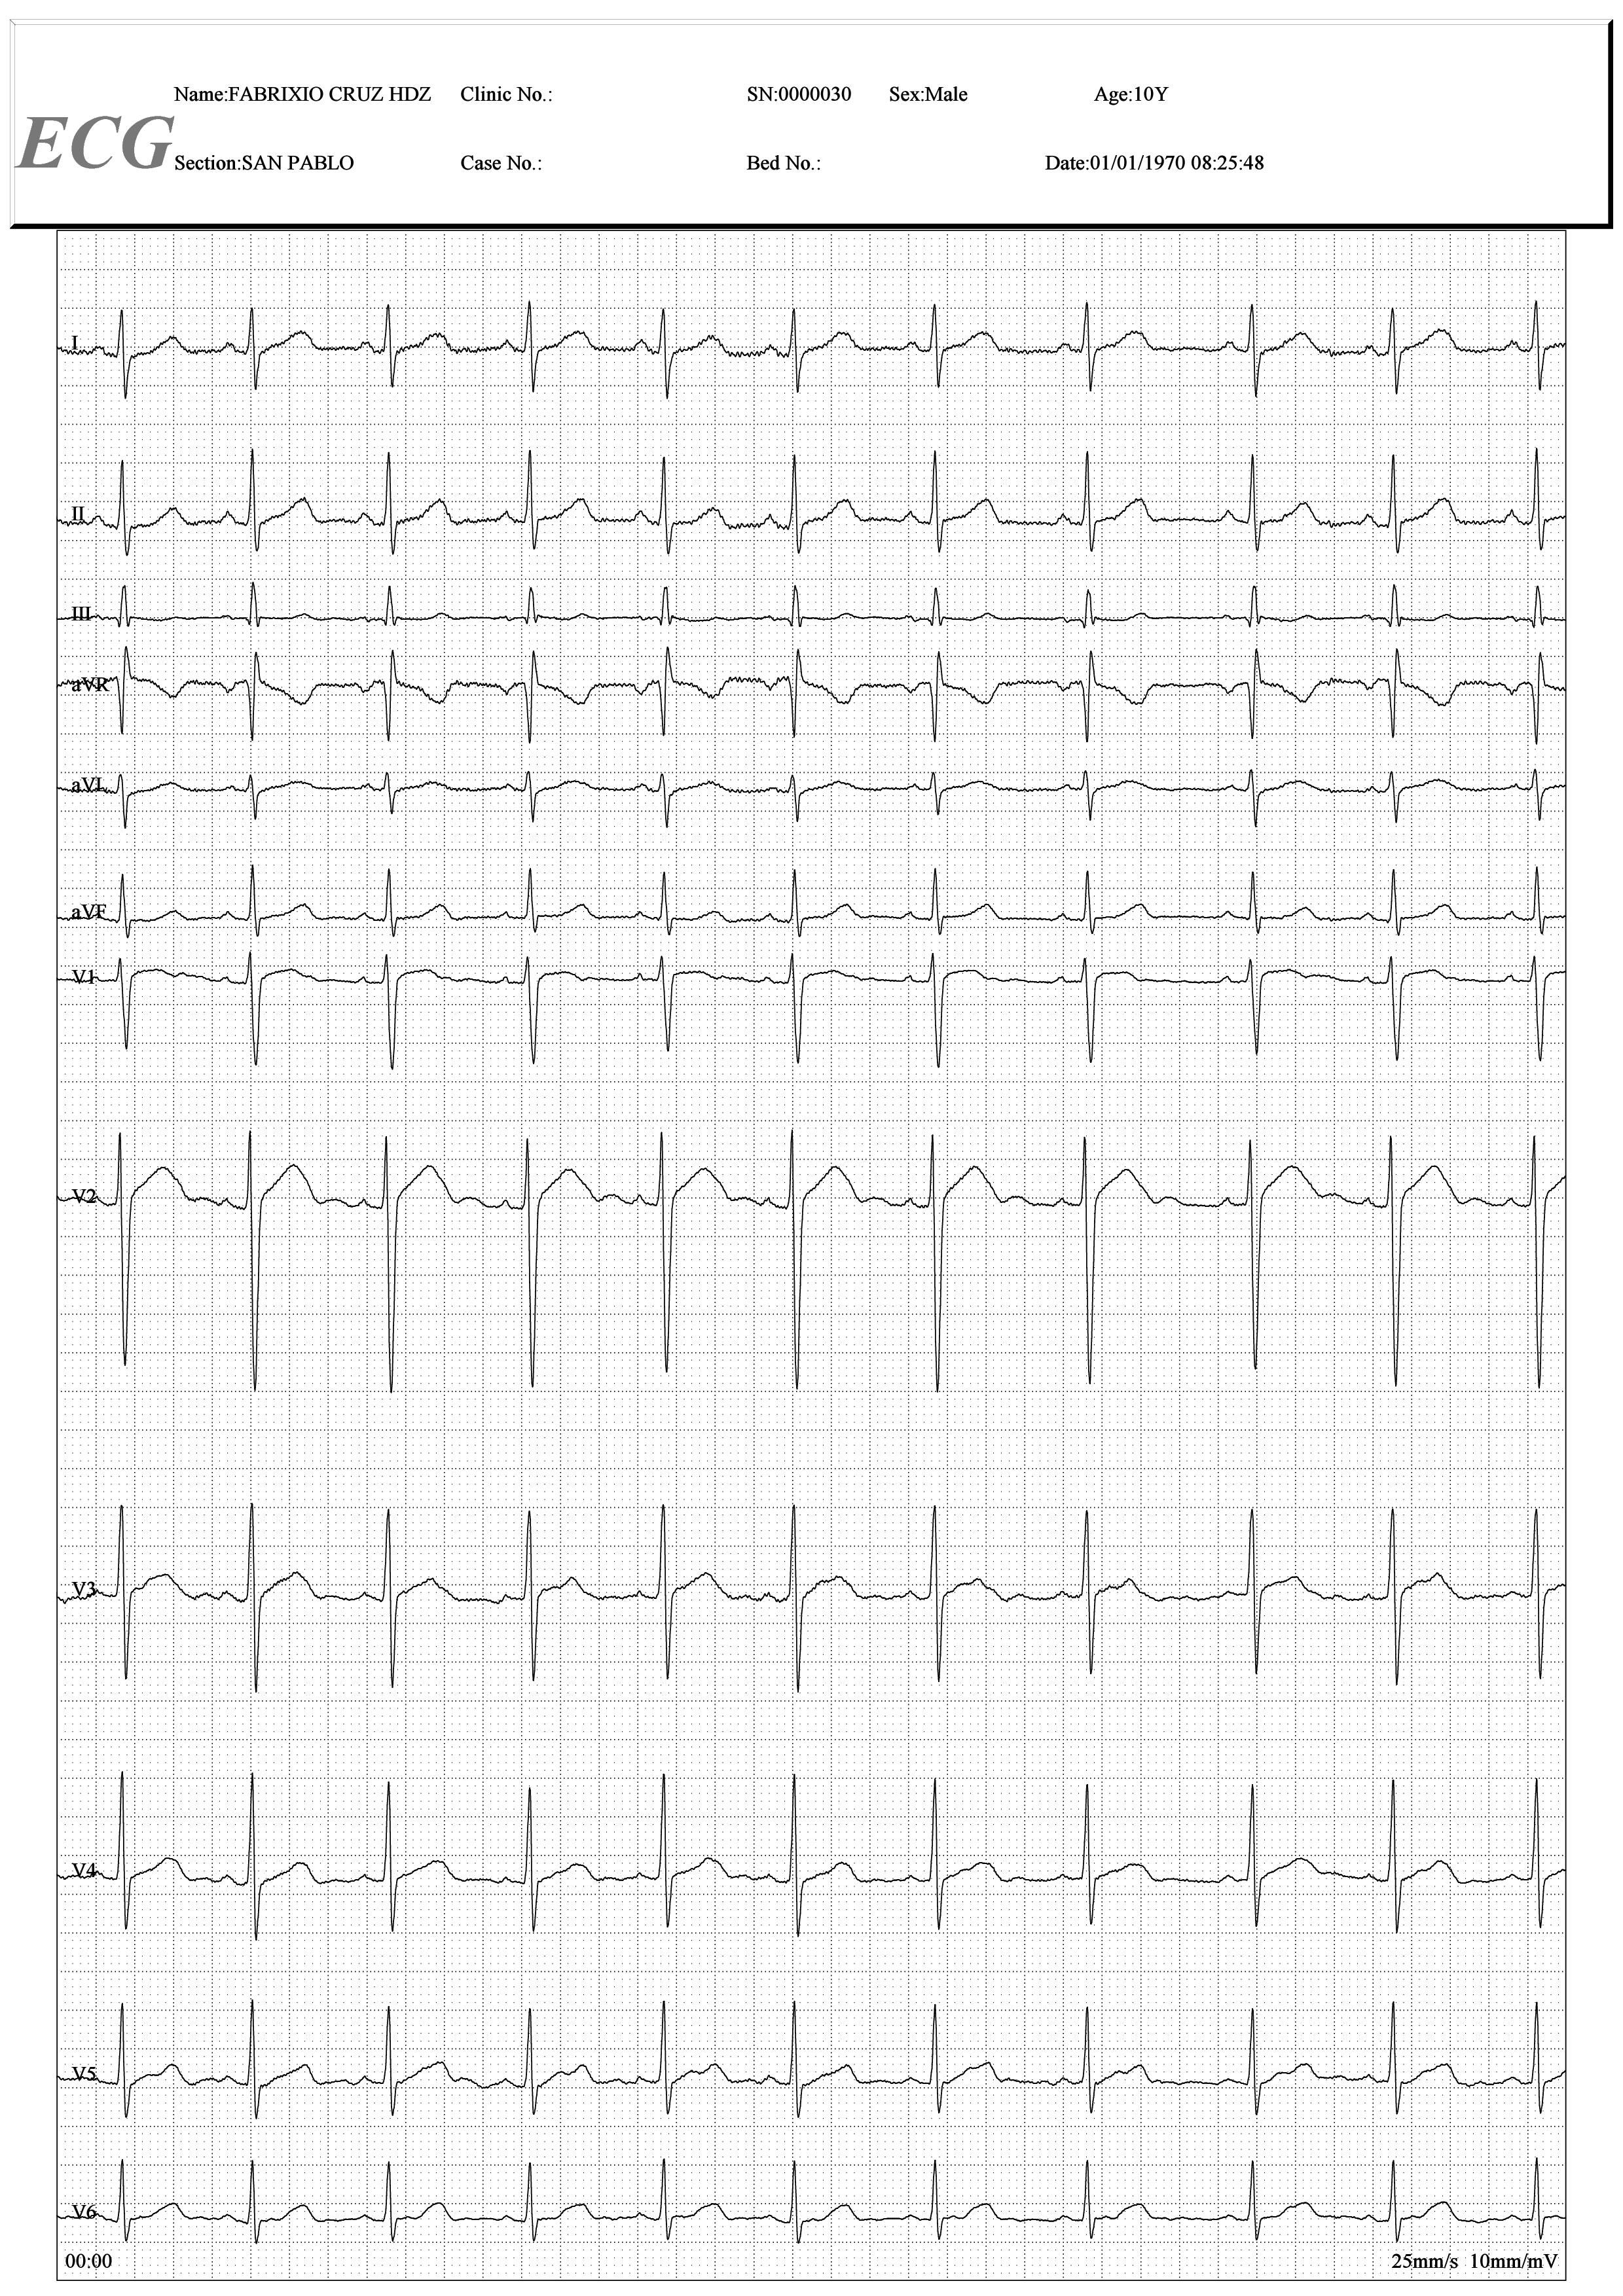 Name:FABRIXIO CRUZ HDZ Clinic No.: SN:0000030 Sex:Male Age:10Y
ECG
Section:SAN PABLO Case No.: Bed No.: Date:01/01/1970 08:25:48
I
II
III
aVR
aVL
aVF
V1
V2
V3
V4
V5
V6
00:00 25mm/s 10mm/mV